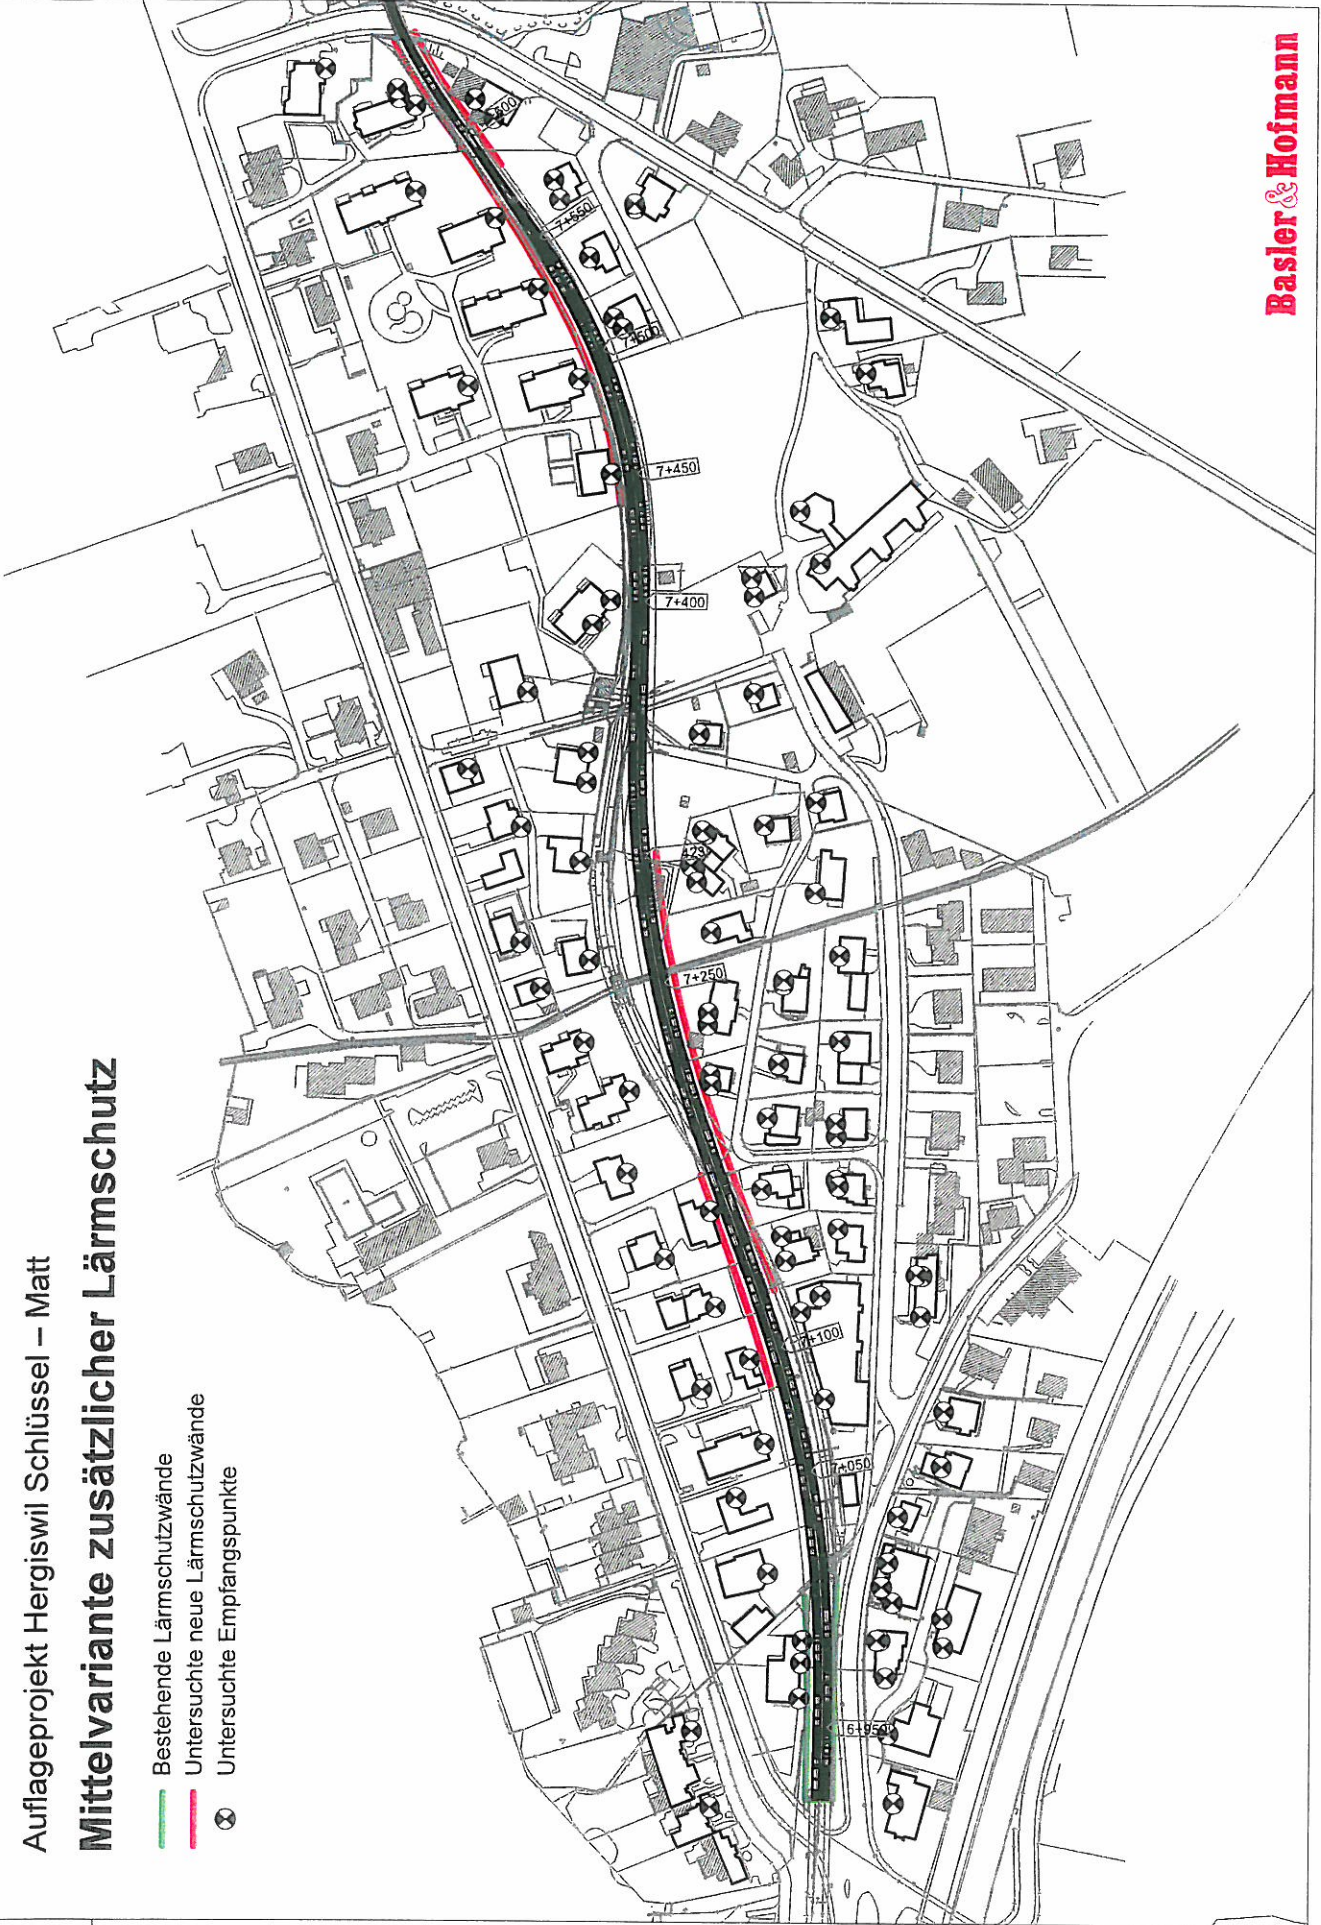 Auflageprojekt Hergiswil Schlüssel – Matt
Mittelvariante zusätzlicher Lärmschutz
Bestehende Lärmschutzwände
Untersuchte neue Lärmschutzwände
Untersuchte Empfangspunkte
6+950
7+050
7+100
7+250
7+400
7+450
7+500
7+550
Basler & Hofmann